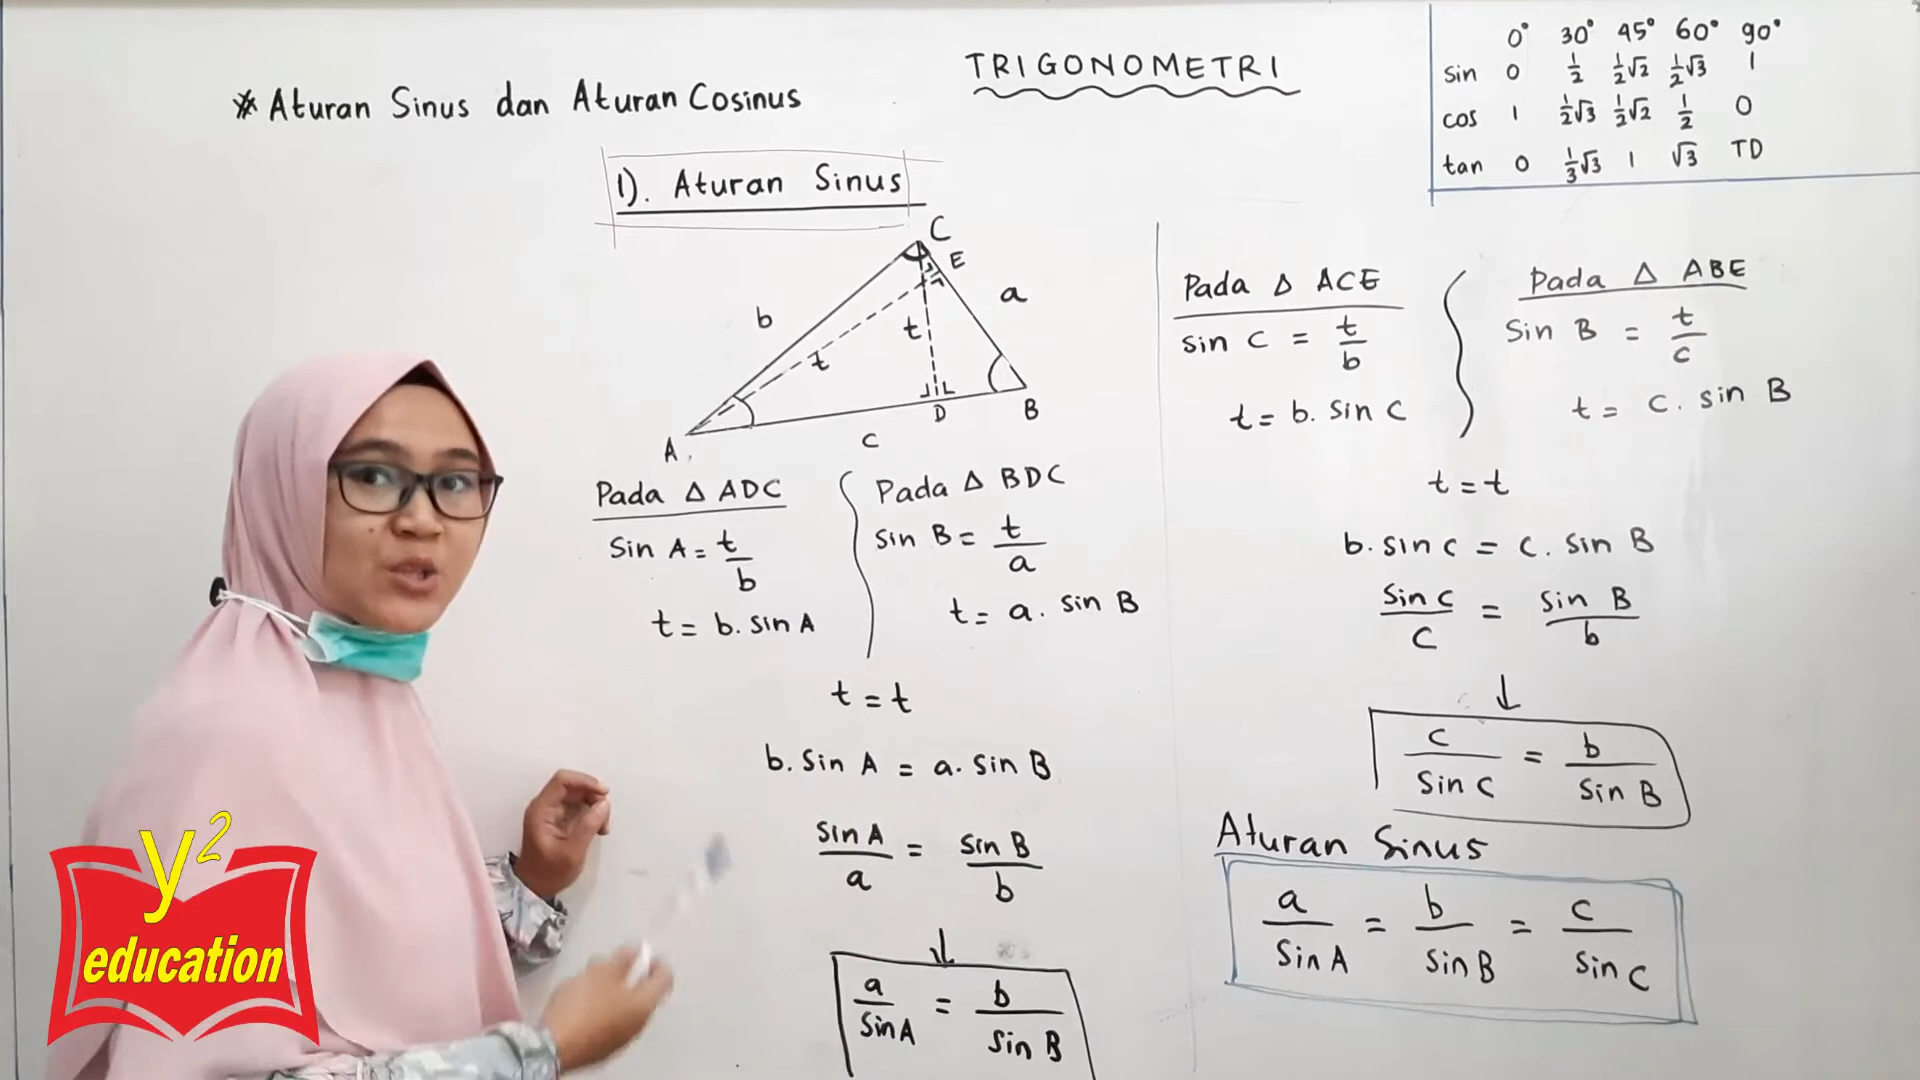 TRIGONOMETRI
* Aturan Sinus dan Aturan Cosinus
0° 30° 45° 60° 90°
sin 0 1/2 1/2√2 1/2√3 1
cos 1 1/2√3 1/2√2 1/2 0
tan 0 1/3√3 1 √3 TD
1). Aturan Sinus
C
E
b
a
t
t
A
D
B
c
Pada Δ ADC
Sin A = t/b
t = b. sin A
Pada Δ BDC
sin B = t/a
t = a. sin B
t = t
b. sin A = a. sin B
sin A/a = sin B/b
↓
a/sin A = b/sin B
Pada Δ ACE
sin C = t/b
t = b. sin C
Pada Δ ABE
Sin B = t/c
t = c. sin B
t = t
b. sin c = c. sin B
sin c/c = sin B/b
↓
c/sin C = b/sin B
Aturan Sinus
a/sin A = b/sin B = c/sin C
y²
education